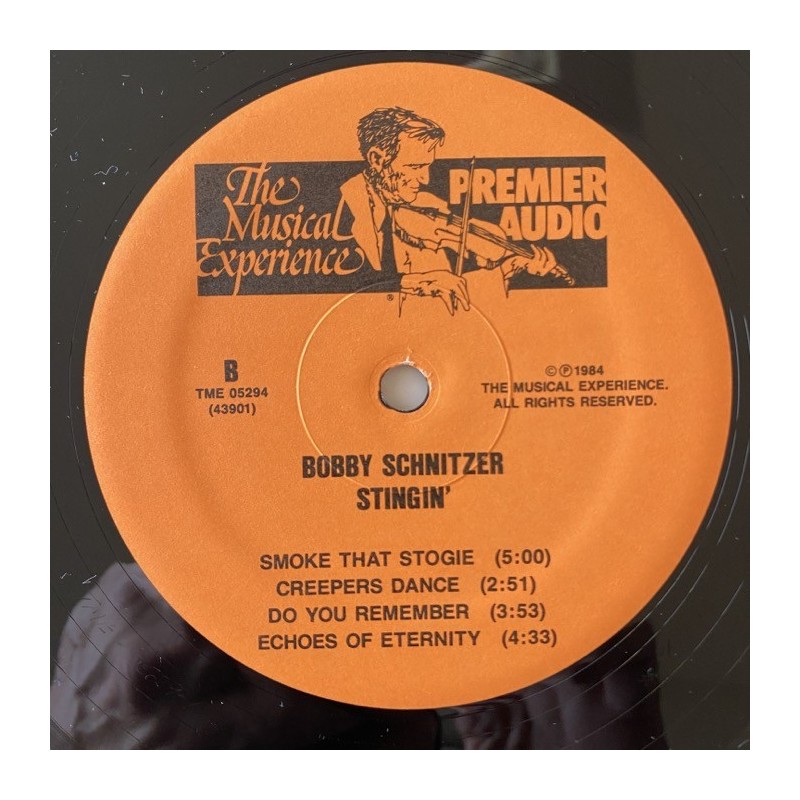 The
Musical
Experience
PREMIER
AUDIO
®
B
TME 05294
(43901)
©℗1984
THE MUSICAL EXPERIENCE.
ALL RIGHTS RESERVED.
BOBBY SCHNITZER
STINGIN'
SMOKE THAT STOGIE (5:00)
CREEPERS DANCE (2:51)
DO YOU REMEMBER (3:53)
ECHOES OF ETERNITY (4:33)